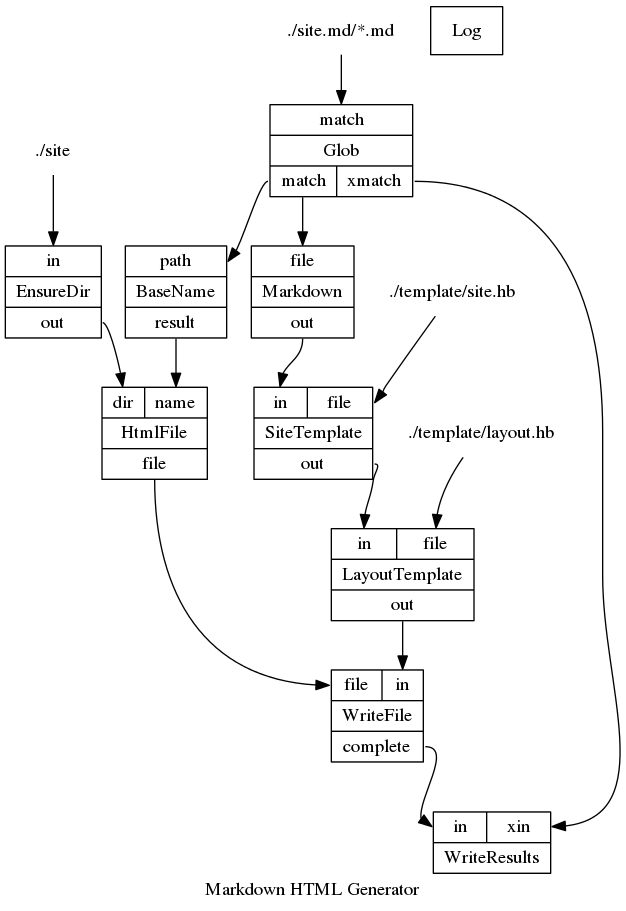 ./site.md/*.md
Log
match
Glob
match xmatch
./site
in
EnsureDir
out
path
BaseName
result
file
Markdown
out
./template/site.hb
dir name
HtmlFile
file
in file
SiteTemplate
out
./template/layout.hb
in file
LayoutTemplate
out
file in
WriteFile
complete
in xin
WriteResults
Markdown HTML Generator